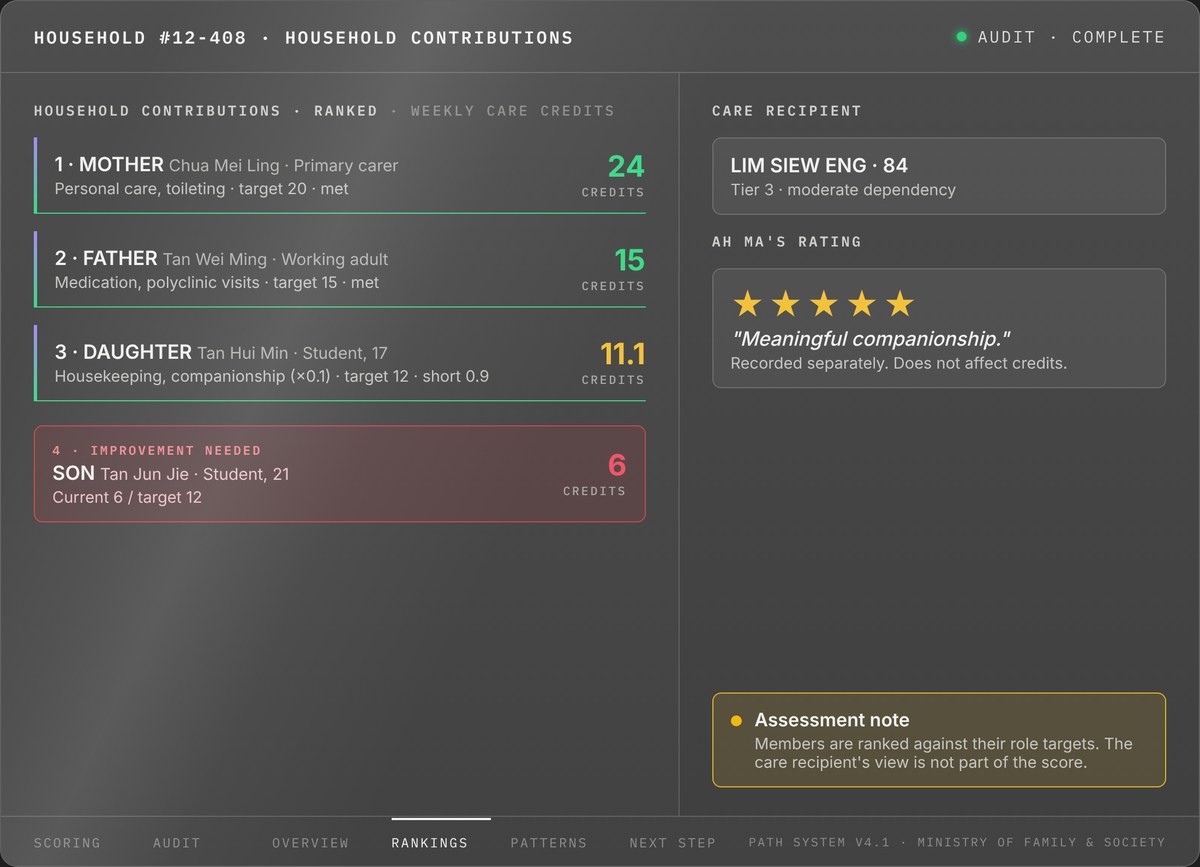 HOUSEHOLD #12-408 · HOUSEHOLD CONTRIBUTIONS
AUDIT · COMPLETE
HOUSEHOLD CONTRIBUTIONS · RANKED · WEEKLY CARE CREDITS
1 · MOTHER Chua Mei Ling · Primary carer
Personal care, toileting · target 20 · met
24
CREDITS
2 · FATHER Tan Wei Ming · Working adult
Medication, polyclinic visits · target 15 · met
15
CREDITS
3 · DAUGHTER Tan Hui Min · Student, 17
Housekeeping, companionship (×0.1) · target 12 · short 0.9
11.1
CREDITS
4 · IMPROVEMENT NEEDED
SON Tan Jun Jie · Student, 21
Current 6 / target 12
6
CREDITS
CARE RECIPIENT
LIM SIEW ENG · 84
Tier 3 · moderate dependency
AH MA'S RATING
★ ★ ★ ★ ★
"Meaningful companionship."
Recorded separately. Does not affect credits.
Assessment note
Members are ranked against their role targets. The
care recipient's view is not part of the score.
SCORING AUDIT OVERVIEW RANKINGS PATTERNS NEXT STEP PATH SYSTEM V4.1 · MINISTRY OF FAMILY & SOCIETY